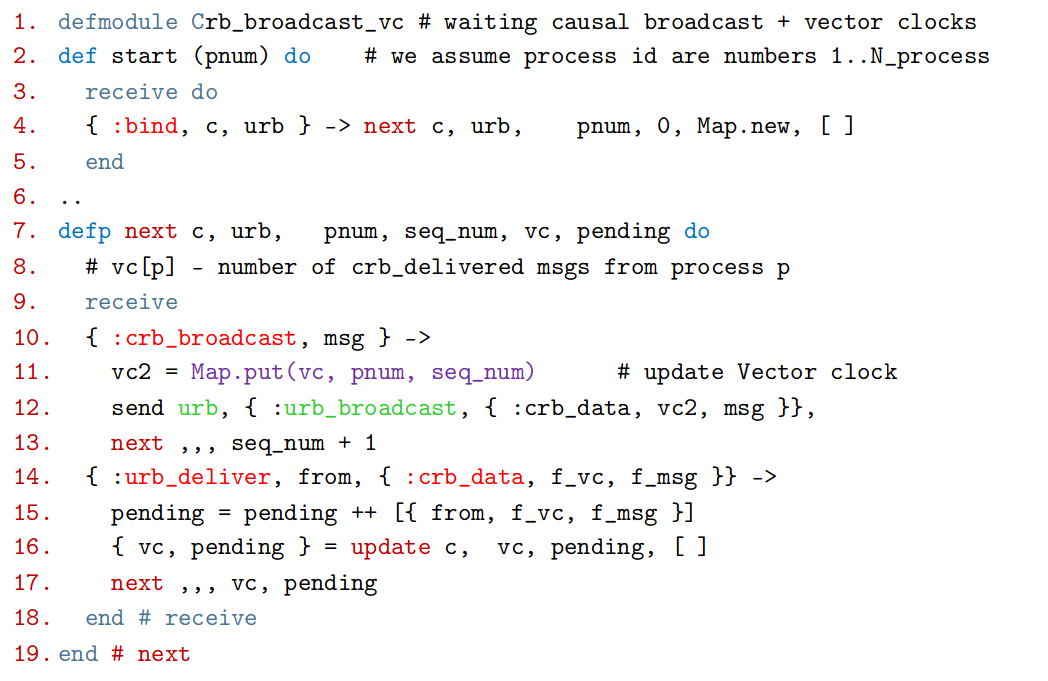 1. defmodule Crb_broadcast_vc # waiting causal broadcast + vector clocks
2. def start (pnum) do # we assume process id are numbers 1..N_process
3. receive do
4. { :bind, c, urb } -> next c, urb, pnum, 0, Map.new, [ ]
5. end
6. ..
7. defp next c, urb, pnum, seq_num, vc, pending do
8. # vc[p] - number of crb_delivered msgs from process p
9. receive
10. { :crb_broadcast, msg } ->
11. vc2 = Map.put(vc, pnum, seq_num) # update Vector clock
12. send urb, { :urb_broadcast, { :crb_data, vc2, msg }},
13. next ,,, seq_num + 1
14. { :urb_deliver, from, { :crb_data, f_vc, f_msg }} ->
15. pending = pending ++ [{ from, f_vc, f_msg }]
16. { vc, pending } = update c, vc, pending, [ ]
17. next ,,, vc, pending
18. end # receive
19. end # next